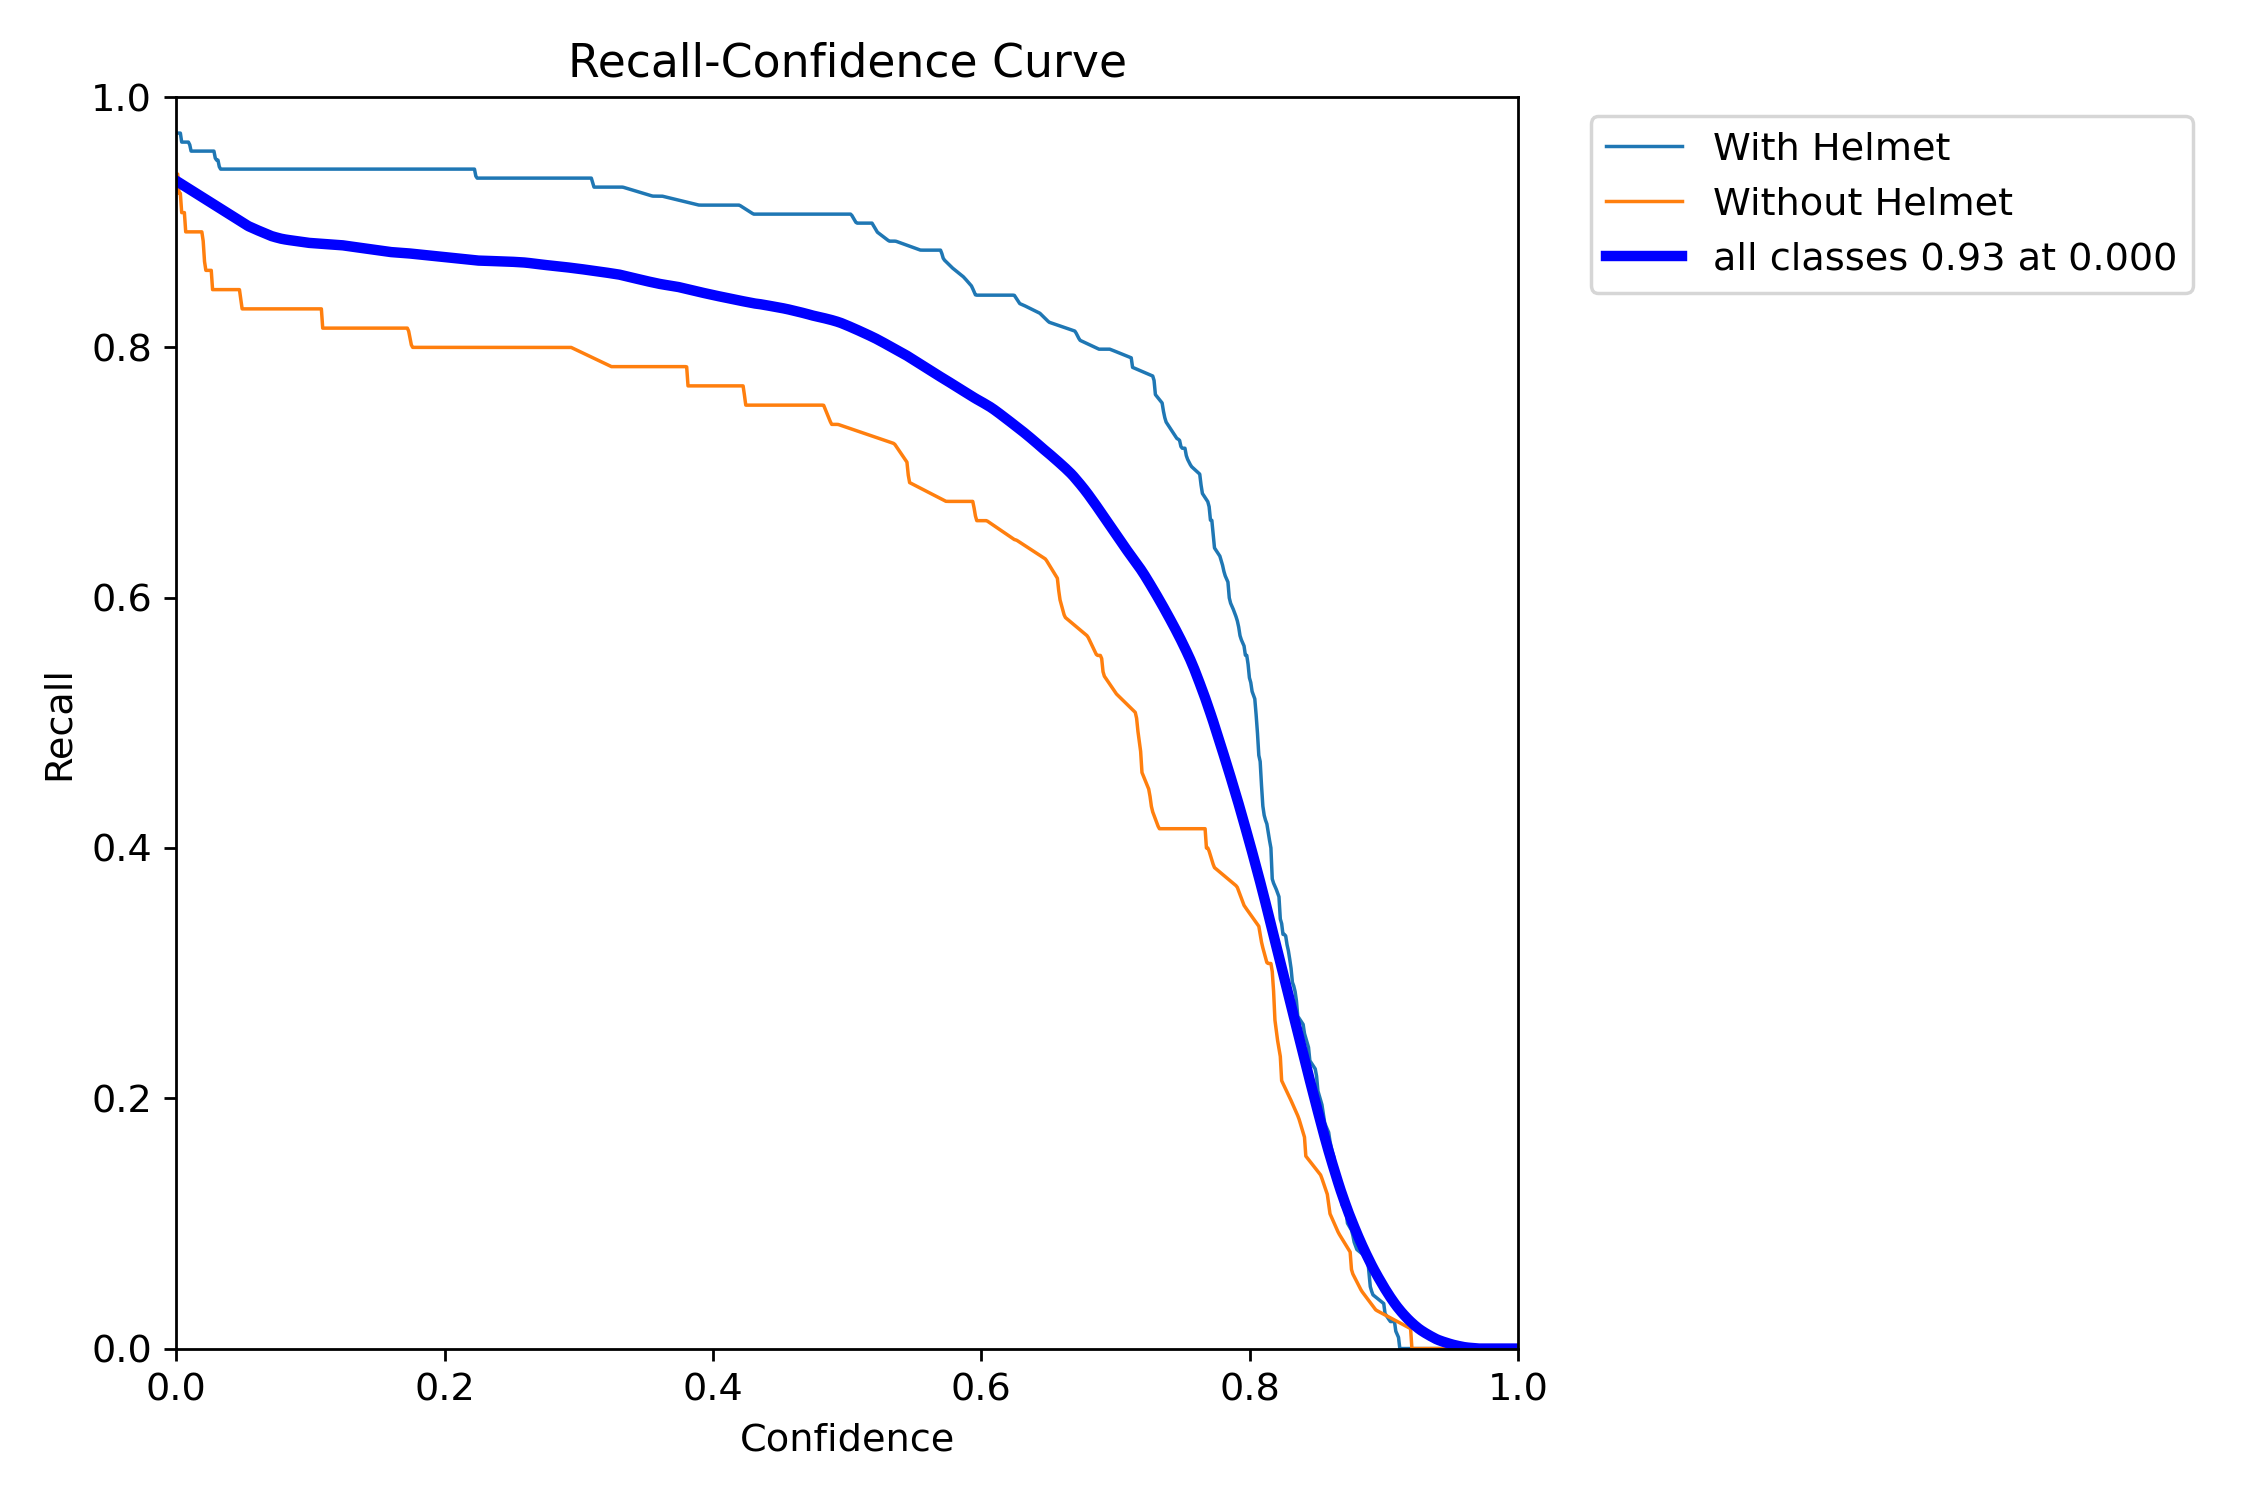 Recall-Confidence Curve
1.0
0.8
0.6
0.4
0.2
0.0
Recall
0.0 0.2 0.4 0.6 0.8 1.0
Confidence
With Helmet
Without Helmet
all classes 0.93 at 0.000